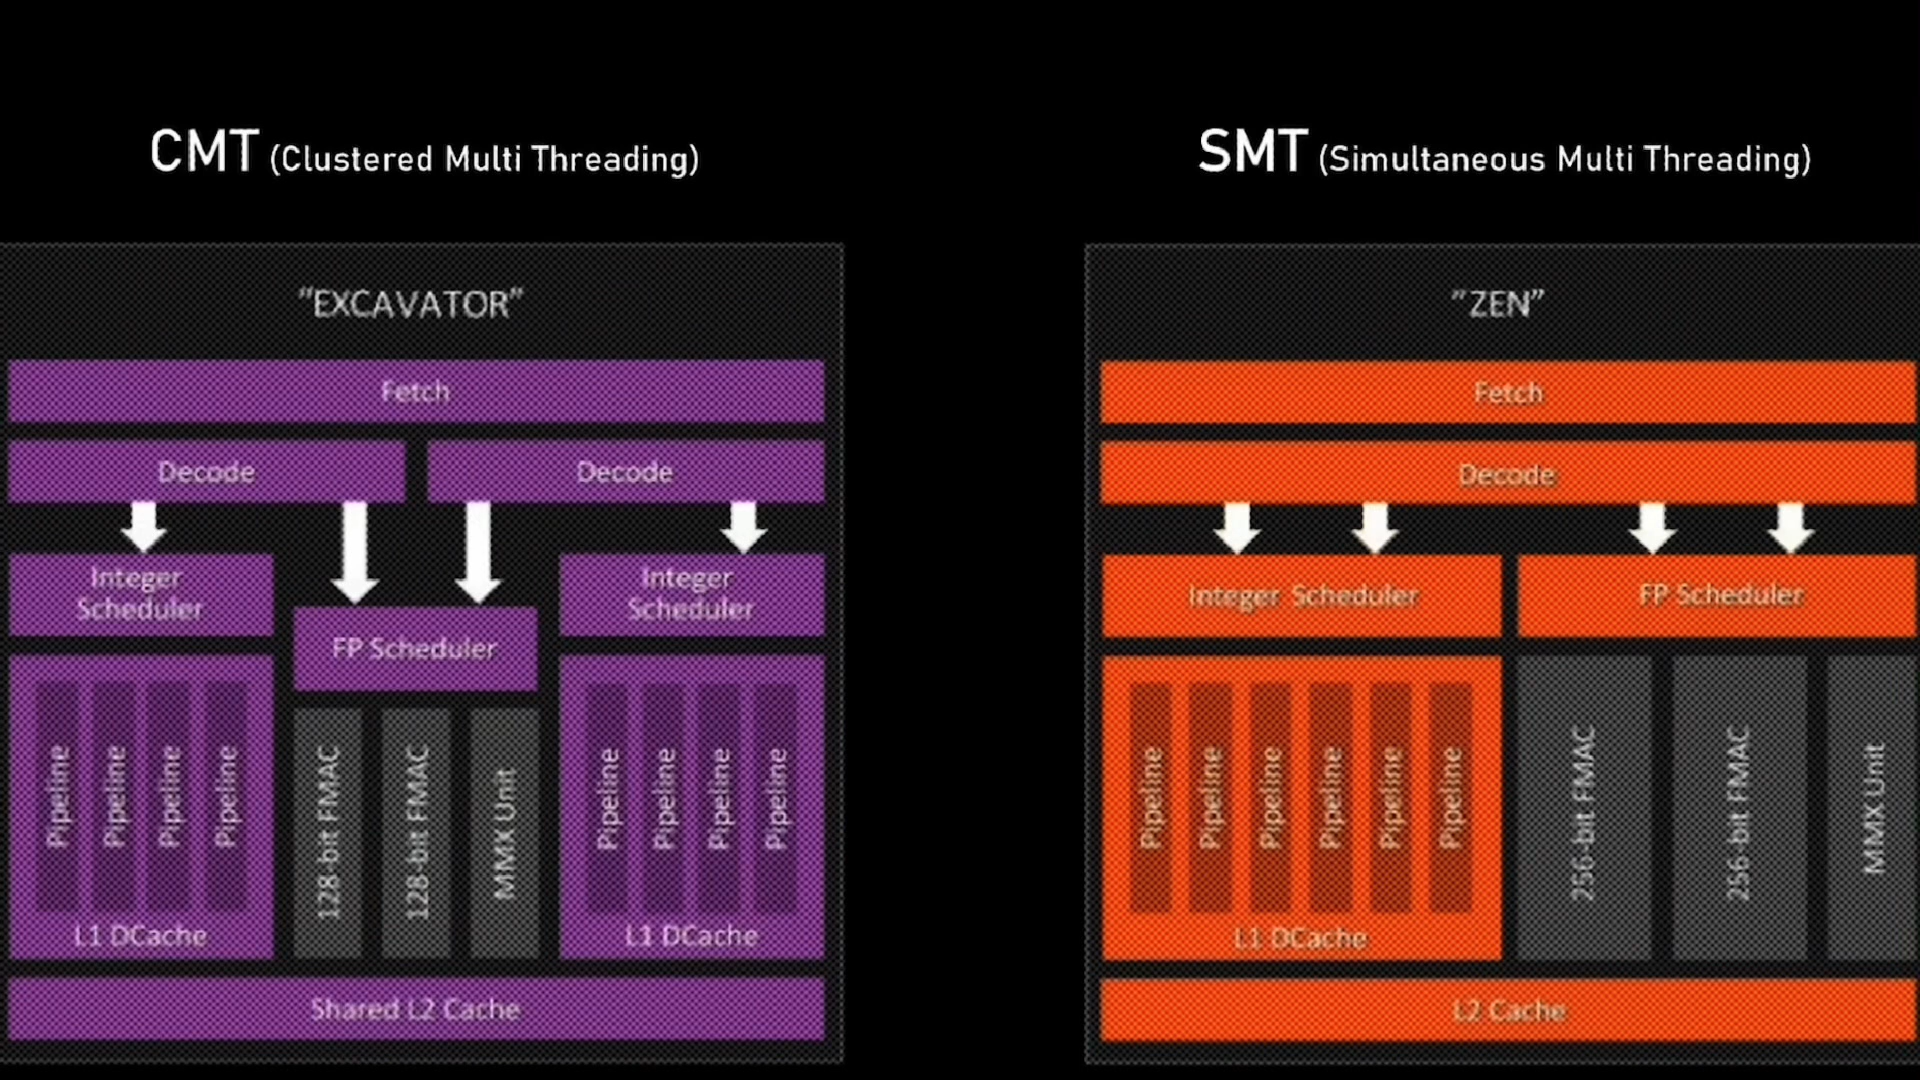 CMT (Clustered Multi Threading)
"EXCAVATOR"
Fetch
Decode
Decode
Integer
Scheduler
FP Scheduler
Integer
Scheduler
Pipeline
Pipeline
Pipeline
Pipeline
L1 DCache
128-bit FMAC
128-bit FMAC
MMX Unit
Pipeline
Pipeline
Pipeline
Pipeline
L1 DCache
Shared L2 Cache
SMT (Simultaneous Multi Threading)
"ZEN"
Fetch
Decode
Integer Scheduler
FP Scheduler
Pipeline
Pipeline
Pipeline
Pipeline
Pipeline
Pipeline
L1 DCache
256-bit FMAC
256-bit FMAC
MMX Unit
L2 Cache